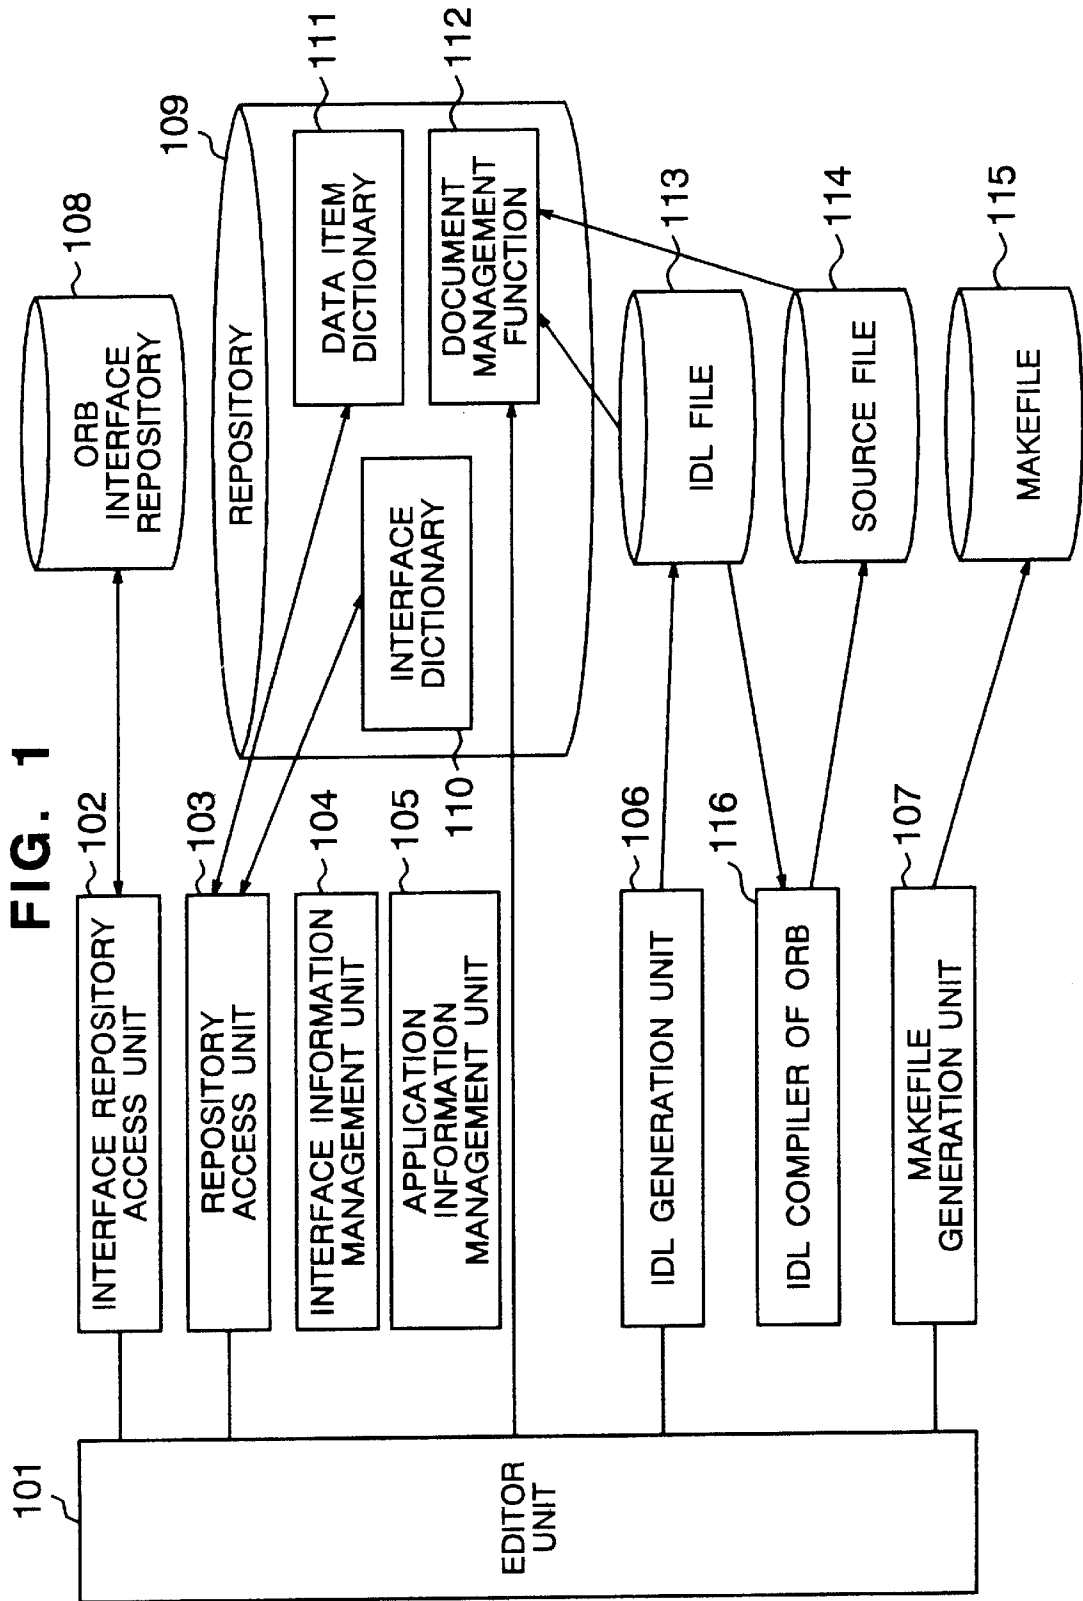 FIG. 1
101
EDITOR
UNIT
102
INTERFACE REPOSITORY
ACCESS UNIT
103
REPOSITORY
ACCESS UNIT
104
INTERFACE INFORMATION
MANAGEMENT UNIT
105
APPLICATION
INFORMATION
MANAGEMENT UNIT
106
IDL GENERATION UNIT
116
IDL COMPILER OF ORB
107
MAKEFILE
GENERATION UNIT
108
ORB
INTERFACE
REPOSITORY
109
REPOSITORY
110
INTERFACE
DICTIONARY
111
DATA ITEM
DICTIONARY
112
DOCUMENT
MANAGEMENT
FUNCTION
113
IDL FILE
114
SOURCE FILE
115
MAKEFILE